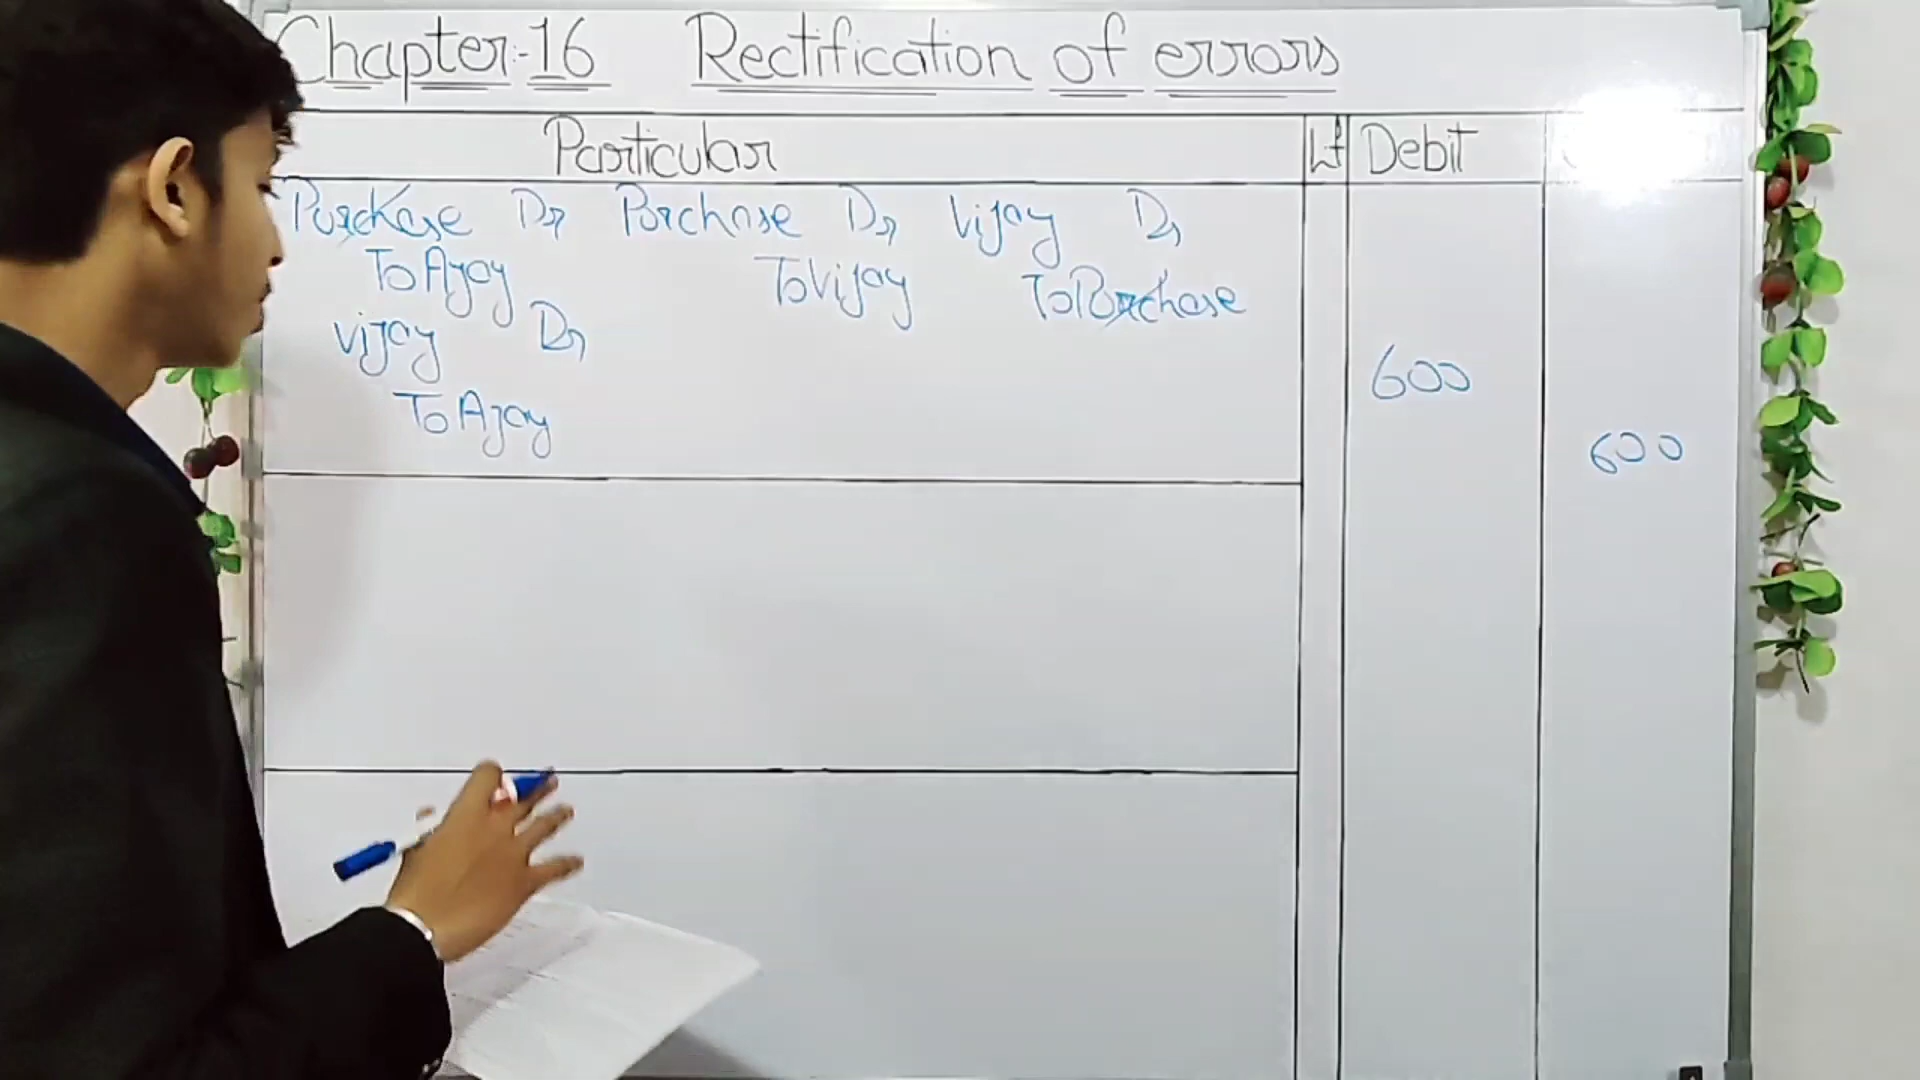 Chapter:-16 Rectification of errors
Particular Lf Debit
Purchase Dr Purchase Dr Vijay Dr
To Ajay To Vijay To Purchase
Vijay Dr 600
To Ajay 600